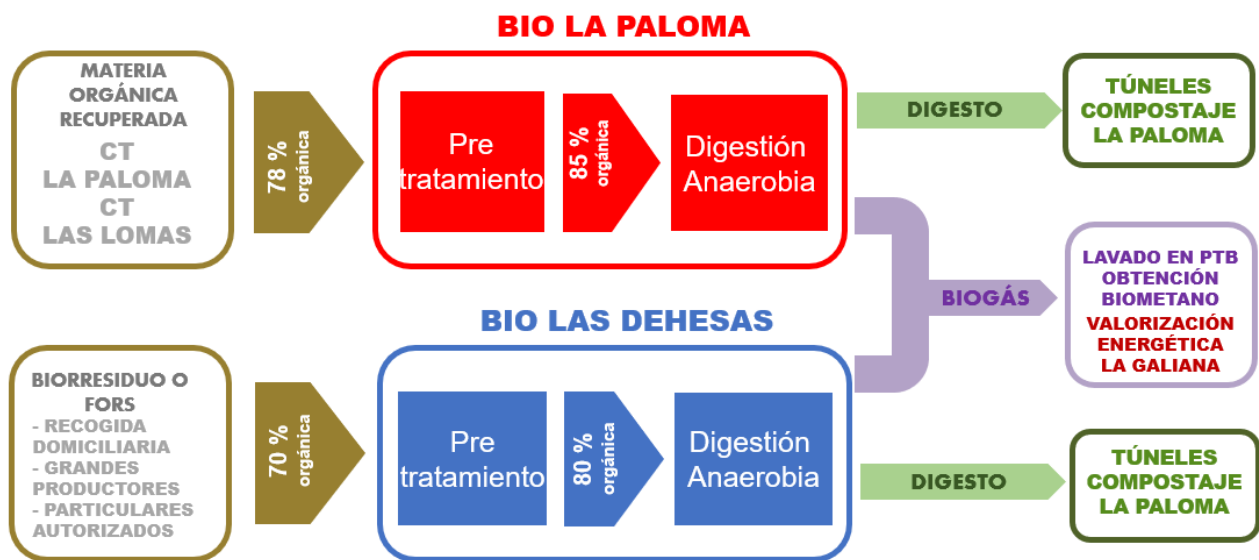 BIO LA PALOMA
MATERIA
ORGÁNICA
RECUPERADA
CT
LA PALOMA
CT
LAS LOMAS
78 %
orgánica
Pre
tratamiento
85 %
orgánica
Digestión
Anaerobia
DIGESTO
TÚNELES
COMPOSTAJE
LA PALOMA
BIOGÁS
LAVADO EN PTB
OBTENCIÓN
BIOMETANO
VALORIZACIÓN
ENERGÉTICA
LA GALIANA
BIO LAS DEHESAS
BIORRESIDUO O
FORS
- RECOGIDA
DOMICILIARIA
- GRANDES
PRODUCTORES
- PARTICULARES
AUTORIZADOS
70 %
orgánica
Pre
tratamiento
80 %
orgánica
Digestión
Anaerobia
DIGESTO
TÚNELES
COMPOSTAJE
LA PALOMA